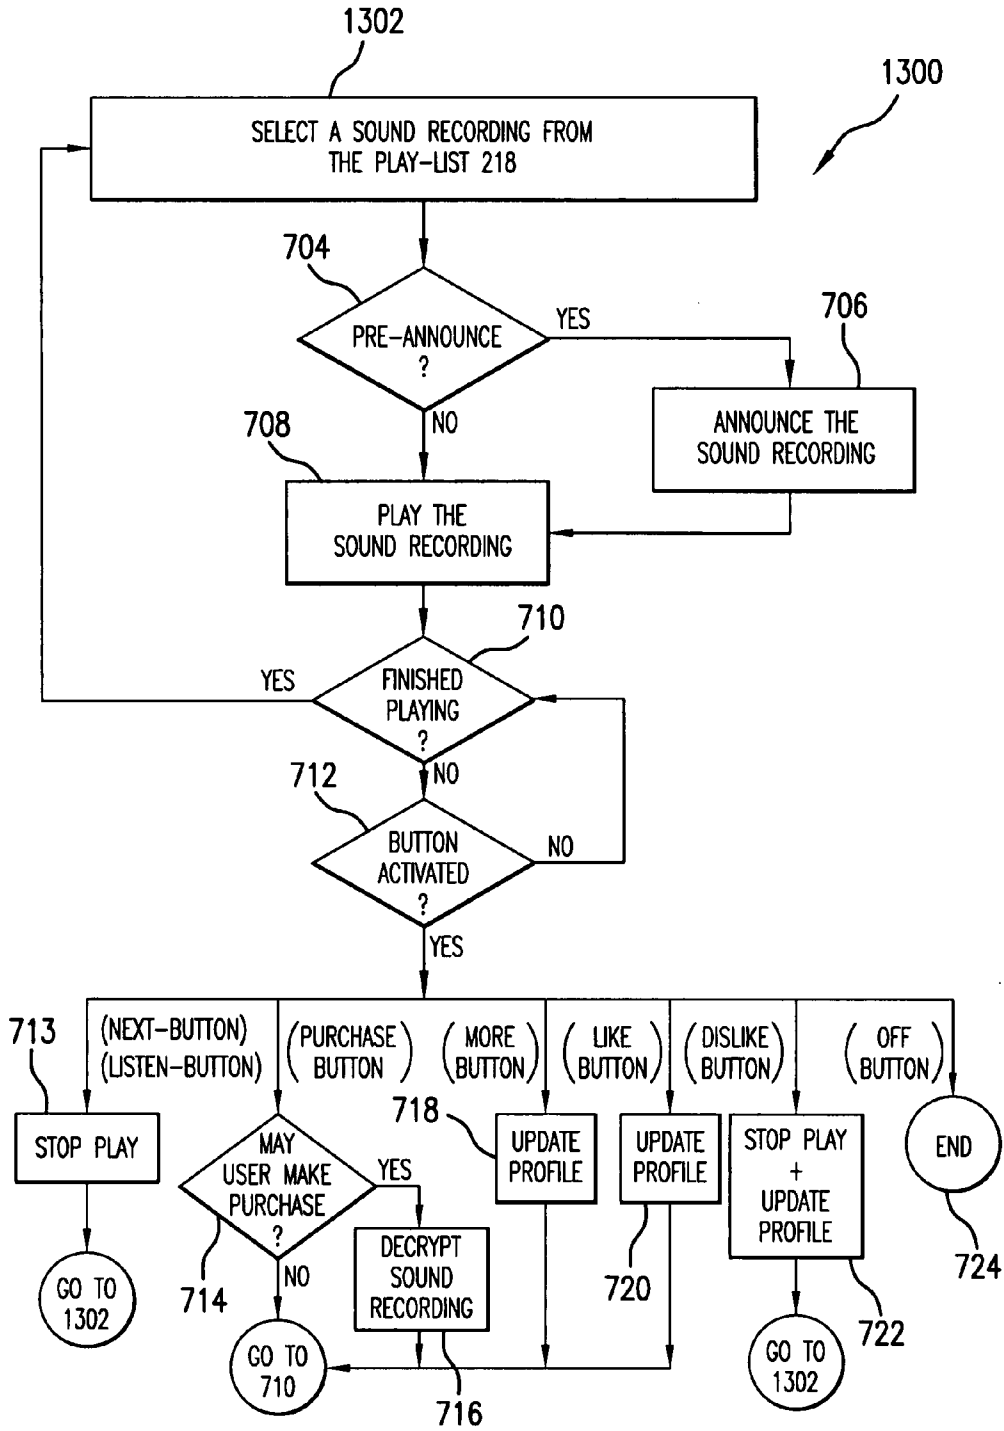 1302
1300
SELECT A SOUND RECORDING FROM
THE PLAY-LIST 218
704
PRE-ANNOUNCE
?
YES
706
NO
ANNOUNCE THE
SOUND RECORDING
708
PLAY THE
SOUND RECORDING
710
YES
FINISHED
PLAYING
?
NO
712
BUTTON
ACTIVATED
?
NO
YES
713
(NEXT-BUTTON)
(LISTEN-BUTTON)
(PURCHASE
BUTTON)
(MORE
BUTTON)
(LIKE
BUTTON)
(DISLIKE
BUTTON)
(OFF
BUTTON)
STOP PLAY
GO TO
1302
MAY
USER MAKE
PURCHASE
?
YES
714
NO
DECRYPT
SOUND
RECORDING
716
GO TO
710
718
UPDATE
PROFILE
UPDATE
PROFILE
720
STOP PLAY
+
UPDATE
PROFILE
722
GO TO
1302
END
724